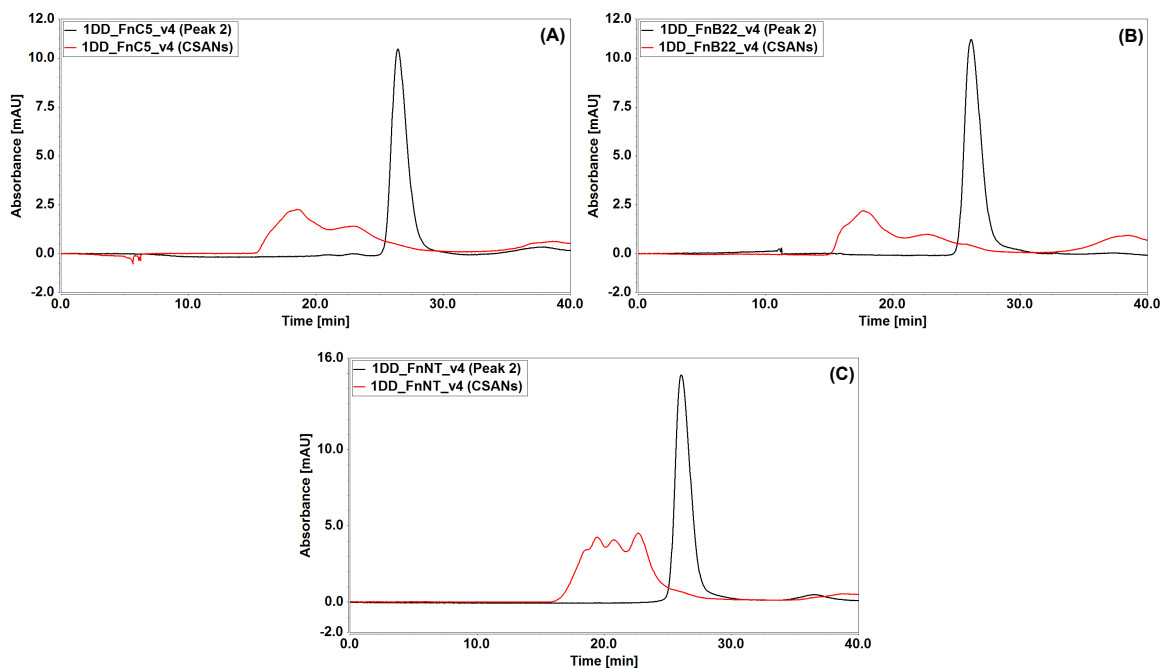 1DD_FnC5_v4 (Peak 2)
1DD_FnC5_v4 (CSANs)
(A)
Absorbance [mAU]
12.0
10.0
7.5
5.0
2.5
0.0
-2.0
0.0 10.0 20.0 30.0 40.0
Time [min]
1DD_FnB22_v4 (Peak 2)
1DD_FnB22_v4 (CSANs)
(B)
Absorbance [mAU]
12.0
10.0
7.5
5.0
2.5
0.0
-2.0
0.0 10.0 20.0 30.0 40.0
Time [min]
1DD_FnNT_v4 (Peak 2)
1DD_FnNT_v4 (CSANs)
(C)
Absorbance [mAU]
16.0
10.0
5.0
0.0
-2.0
0.0 10.0 20.0 30.0 40.0
Time [min]